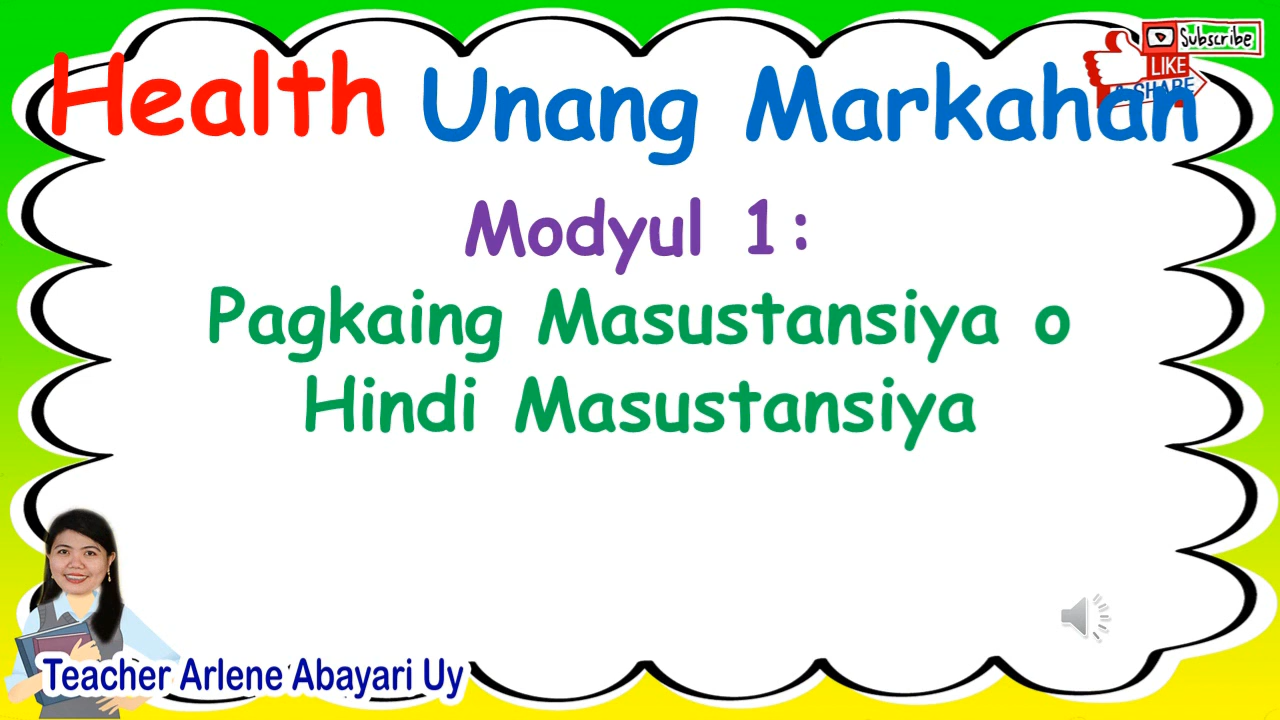 Subscribe
LIKE
& SHARE
Health Unang Markahan
Modyul 1:
Pagkaing Masustansiya o
Hindi Masustansiya
Teacher Arlene Abayari Uy